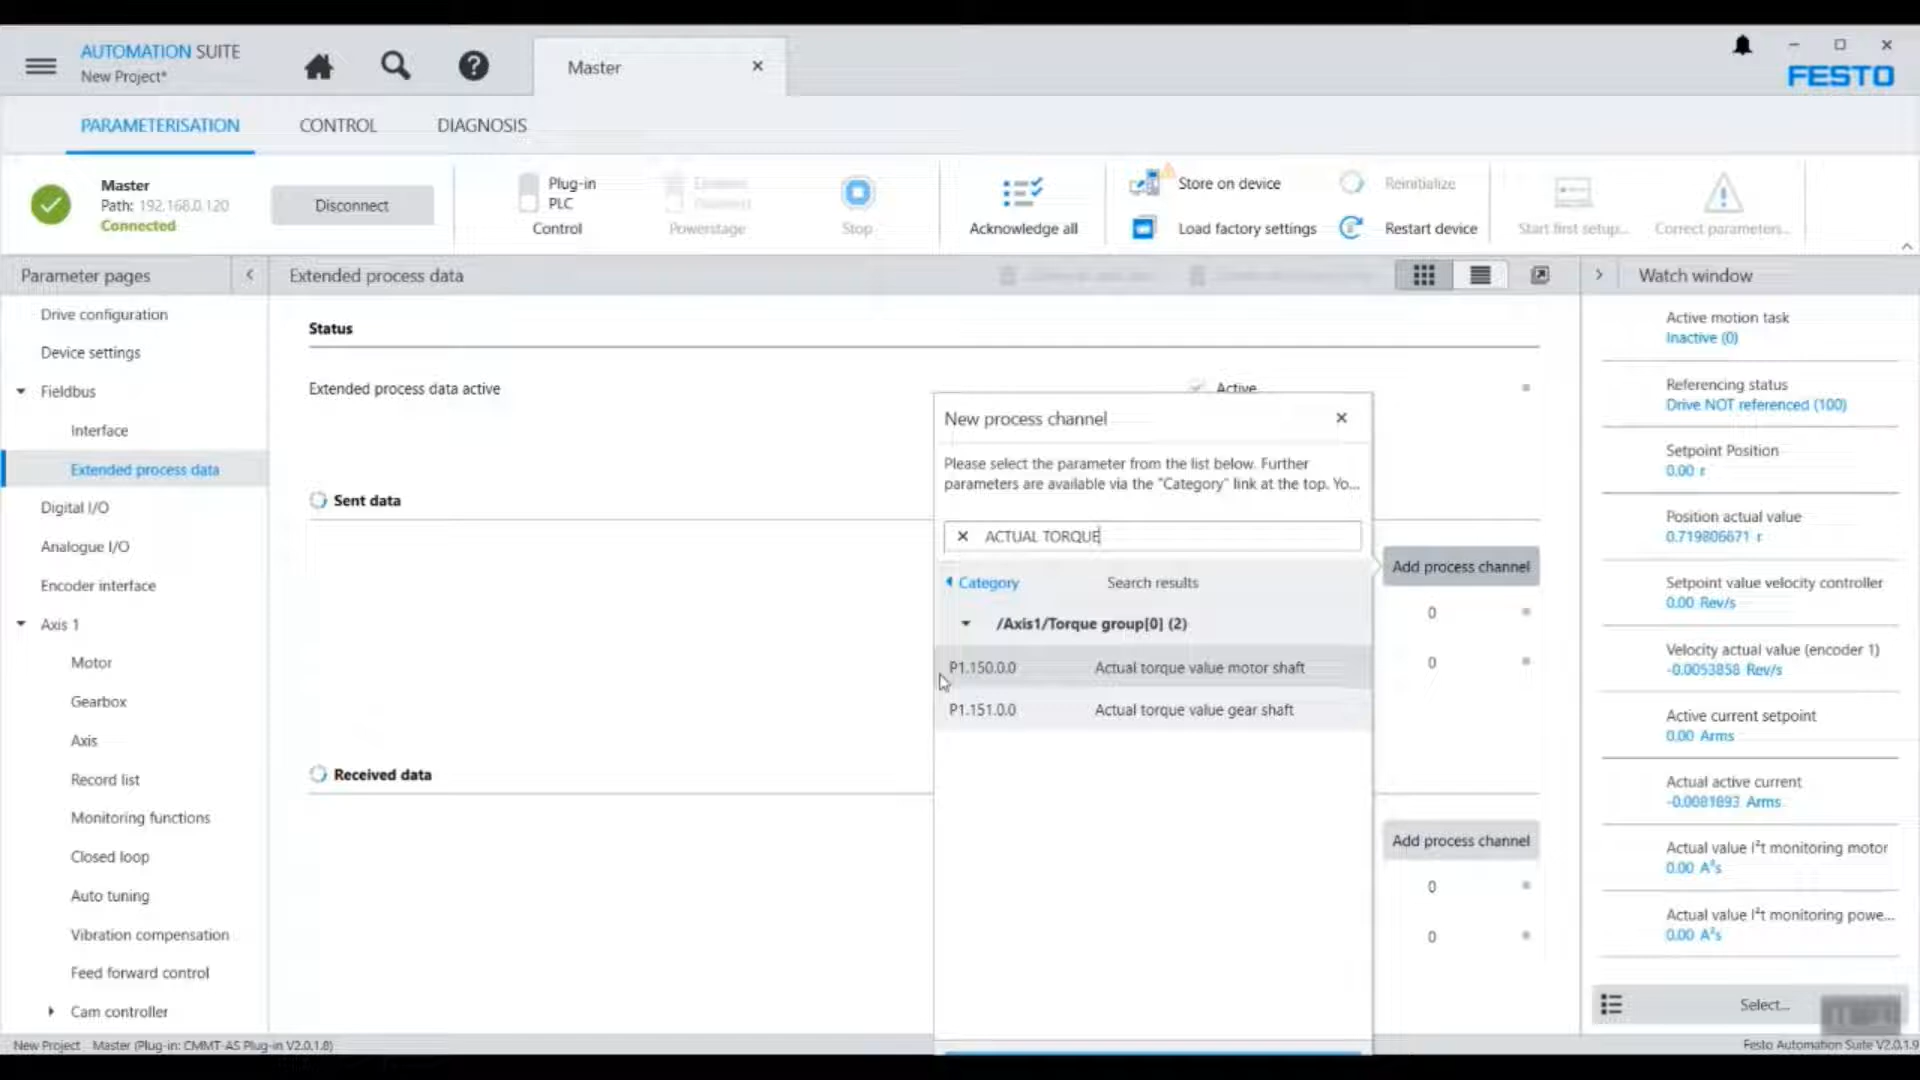 AUTOMATION SUITE
New Project*
Master
FESTO
PARAMETERISATION
CONTROL
DIAGNOSIS
Master
Path: 192.168.0.120
Connected
Disconnect
Plug-in
PLC
Control
Powerstage
Stop
Acknowledge all
Store on device
Load factory settings
Reinitialize
Restart device
Start first setup...
Correct parameters...
Parameter pages
Extended process data
Watch window
Drive configuration
Device settings
Fieldbus
Interface
Extended process data
Digital I/O
Analogue I/O
Encoder interface
Axis 1
Motor
Gearbox
Axis
Record list
Monitoring functions
Closed loop
Auto tuning
Vibration compensation
Feed forward control
Cam controller
Status
Extended process data active
Active
Sent data
Received data
New process channel
Please select the parameter from the list below. Further
parameters are available via the "Category" link at the top. Yo...
ACTUAL TORQUE
Category
Search results
/Axis1/Torque group[0] (2)
P1.150.0.0 Actual torque value motor shaft
P1.151.0.0 Actual torque value gear shaft
Add process channel
0
0
Add process channel
0
0
Active motion task
Inactive (0)
Referencing status
Drive NOT referenced (100)
Setpoint Position
0.00 r
Position actual value
0.719806671 r
Setpoint value velocity controller
0.00 Rev/s
Velocity actual value (encoder 1)
-0.0053858 Rev/s
Active current setpoint
0.00 Arms
Actual active current
-0.0081893 Arms
Actual value I²t monitoring motor
0.00 A²s
Actual value I²t monitoring powe...
0.00 A²s
Select...
New Project Master (Plug-in: CMMT-AS Plug-in V2.0.1.8)
Festo Automation Suite V2.0.1.9